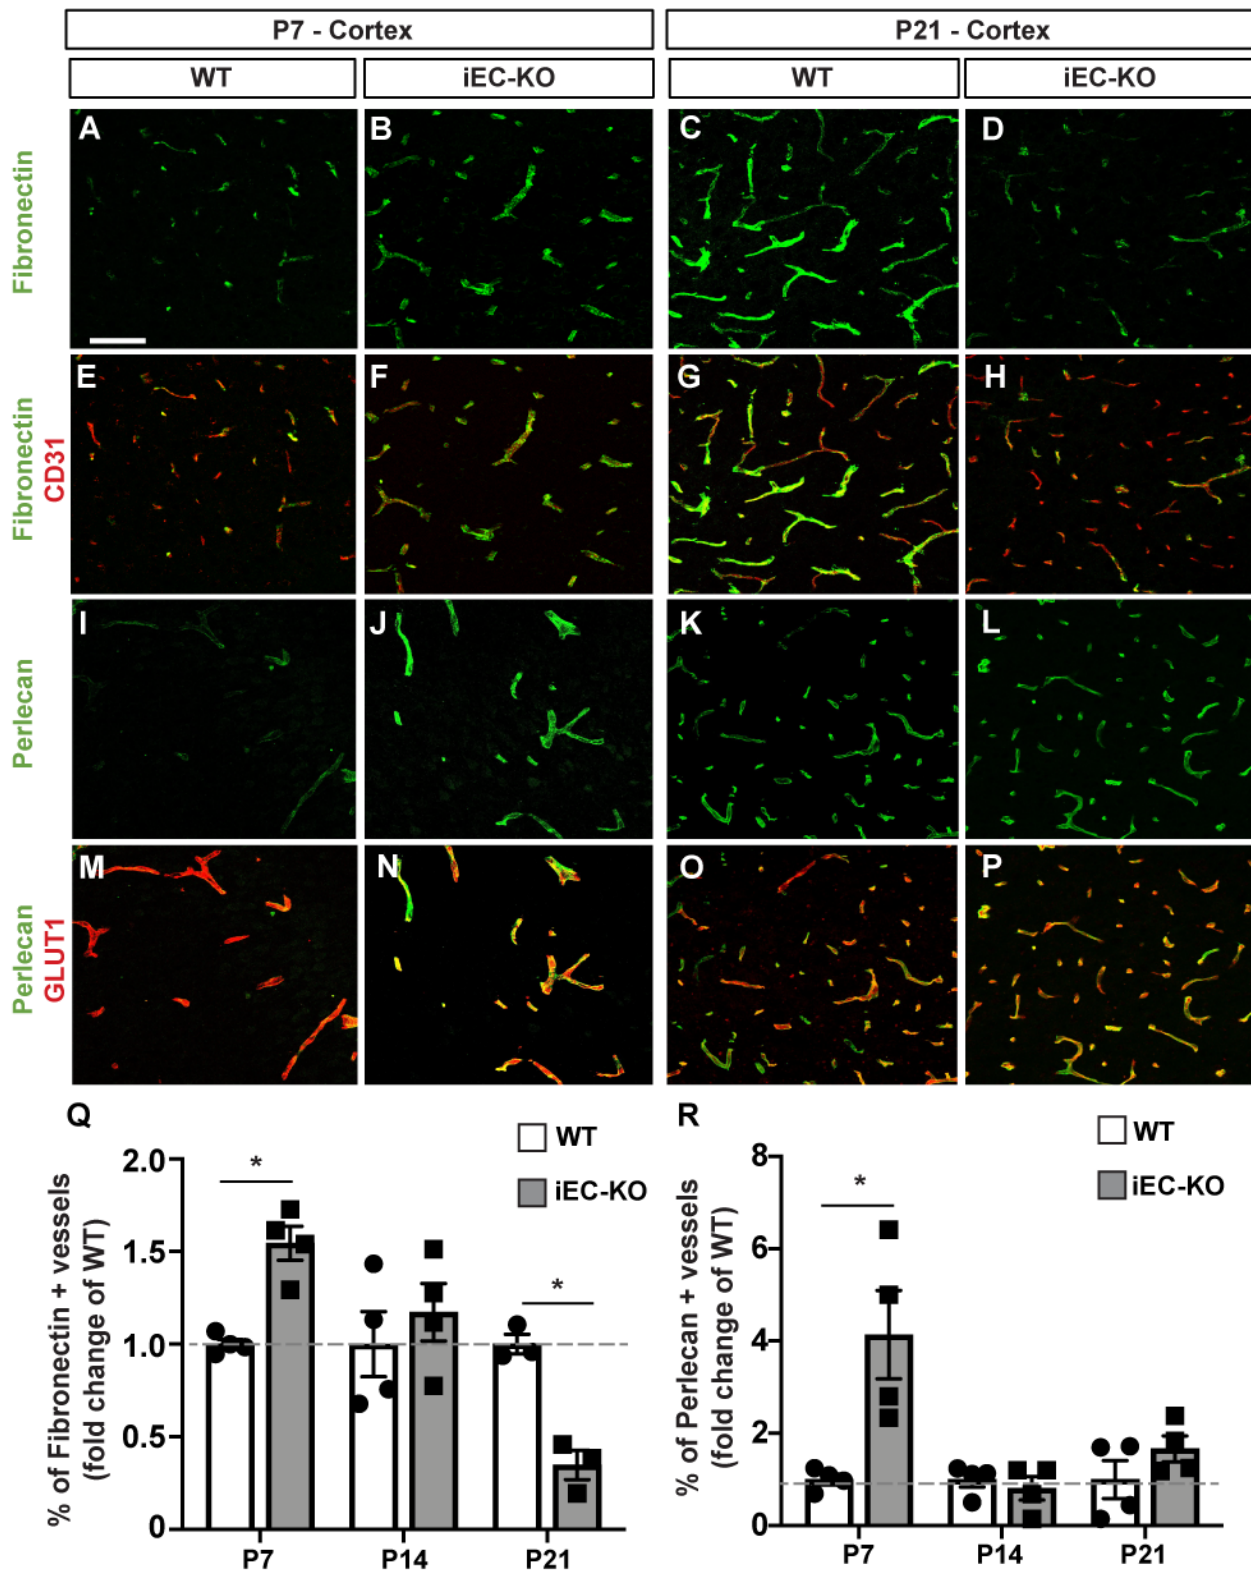 P7 - Cortex
P21 - Cortex
WT
iEC-KO
WT
iEC-KO
Fibronectin
A
B
C
D
Fibronectin
CD31
E
F
G
H
Perlecan
I
J
K
L
Perlecan
GLUT1
M
N
O
P
Q
WT
iEC-KO
% of Fibronectin + vessels
(fold change of WT)
2.0
1.5
1.0
0.5
0
*
*
P7
P14
P21
R
WT
iEC-KO
% of Perlecan + vessels
(fold change of WT)
8
6
4
2
0
*
P7
P14
P21